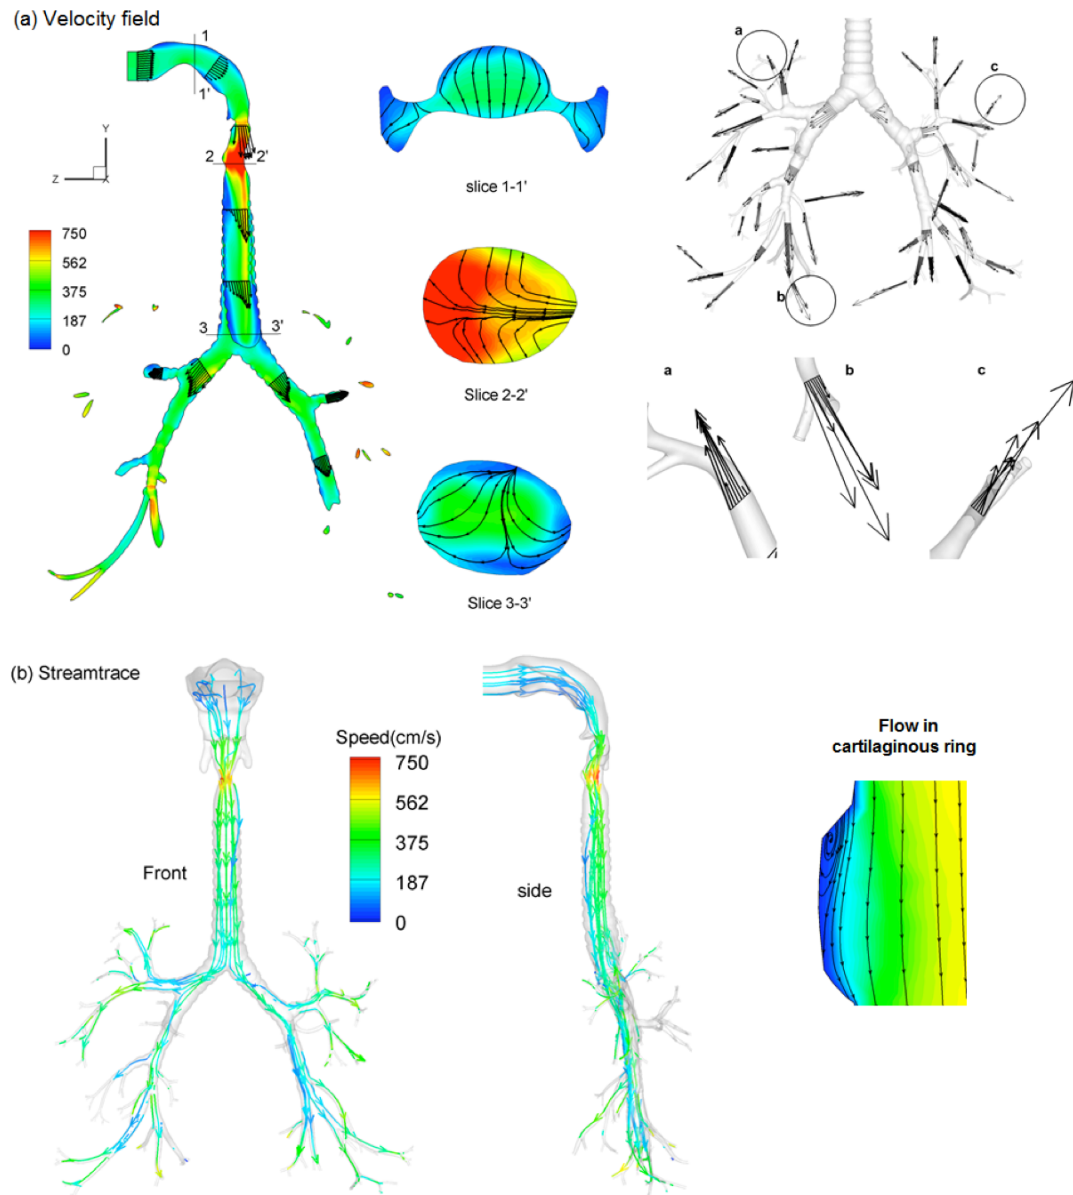 (a) Velocity field
1
1'
Y
Z
X
2
2'
750
562
375
187
0
3
3'
slice 1-1'
Slice 2-2'
Slice 3-3'
a
c
b
a
b
c
(b) Streamtrace
Speed(cm/s)
750
562
375
187
0
Front
side
Flow in
cartilaginous ring